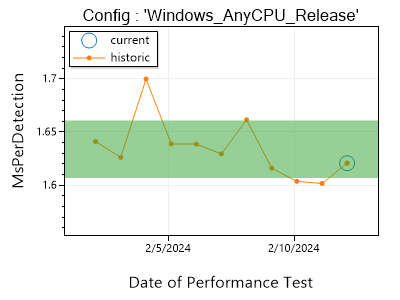 Config : 'Windows_AnyCPU_Release'
current
historic
MsPerDetection
1.7
1.65
1.6
2/5/2024
2/10/2024
Date of Performance Test